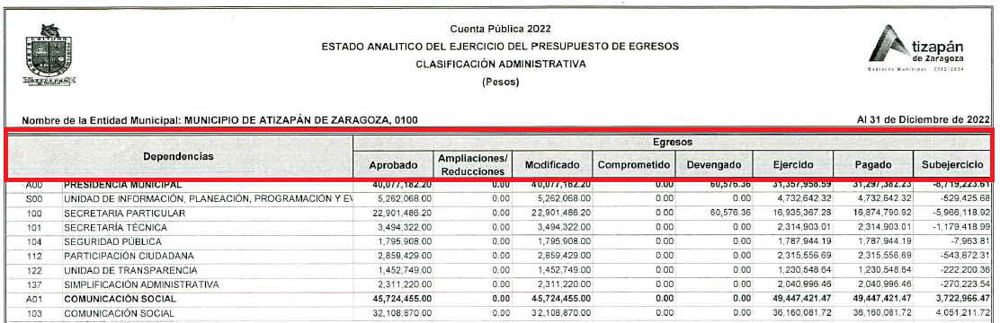 Cuenta Pública 2022
ESTADO ANALITICO DEL EJERCICIO DEL PRESUPUESTO DE EGRESOS
CLASIFICACIÓN ADMINISTRATIVA
(Pesos)
Atizapán
de Zaragoza
Gobierno Municipal 2022-2024
ATIZAPÁN
Nombre de la Entidad Municipal: MUNICIPIO DE ATIZAPÁN DE ZARAGOZA, 0100 Al 31 de Diciembre de 2022
Dependencias Egresos
Aprobado Ampliaciones/ Reducciones Modificado Comprometido Devengado Ejercido Pagado Subejercicio
A00 PRESIDENCIA MUNICIPAL 40,077,182.20 0.00 40,077,182.20 0.00 60,576.36 31,357,958.59 31,297,382.23 -8,719,223.61
S00 UNIDAD DE INFORMACIÓN, PLANEACIÓN, PROGRAMACIÓN Y EV 5,262,068.00 0.00 5,262,068.00 0.00 0.00 4,732,642.32 4,732,642.32 -529,425.68
100 SECRETARIA PARTICULAR 22,901,486.20 0.00 22,901,486.20 0.00 60,576.36 16,935,367.28 16,874,790.92 -5,966,118.92
101 SECRETARÍA TÉCNICA 3,494,322.00 0.00 3,494,322.00 0.00 0.00 2,314,903.01 2,314,903.01 -1,179,418.99
104 SEGURIDAD PÚBLICA 1,795,908.00 0.00 1,795,908.00 0.00 0.00 1,787,944.19 1,787,944.19 -7,963.81
112 PARTICIPACIÓN CIUDADANA 2,859,429.00 0.00 2,859,429.00 0.00 0.00 2,315,556.69 2,315,556.69 -543,872.31
122 UNIDAD DE TRANSPARENCIA 1,452,749.00 0.00 1,452,749.00 0.00 0.00 1,230,548.64 1,230,548.64 -222,200.36
137 SIMPLIFICACIÓN ADMINISTRATIVA 2,311,220.00 0.00 2,311,220.00 0.00 0.00 2,040,996.46 2,040,996.46 -270,223.54
A01 COMUNICACIÓN SOCIAL 45,724,455.00 0.00 45,724,455.00 0.00 0.00 49,447,421.47 49,447,421.47 3,722,966.47
103 COMUNICACIÓN SOCIAL 32,108,870.00 0.00 32,108,870.00 0.00 0.00 36,160,081.72 36,160,081.72 4,051,211.72